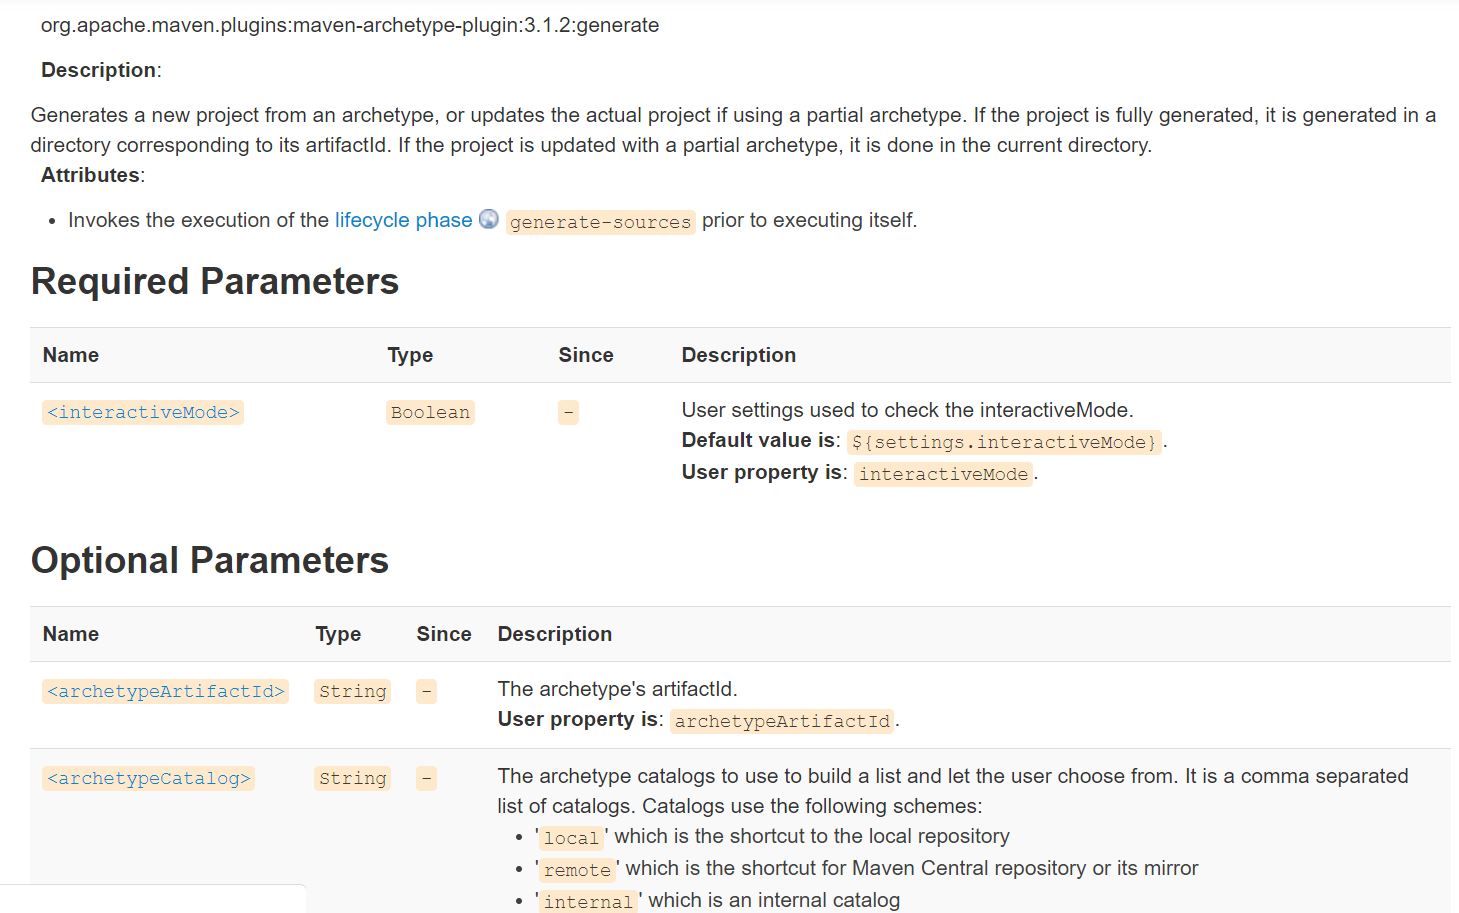 org.apache.maven.plugins:maven-archetype-plugin:3.1.2:generate
Description:
Generates a new project from an archetype, or updates the actual project if using a partial archetype. If the project is fully generated, it is generated in a
directory corresponding to its artifactId. If the project is updated with a partial archetype, it is done in the current directory.
Attributes:
• Invokes the execution of the lifecycle phase generate-sources prior to executing itself.
Required Parameters
Name Type Since Description
<interactiveMode> Boolean - User settings used to check the interactiveMode.
Default value is: ${settings.interactiveMode}.
User property is: interactiveMode.
Optional Parameters
Name Type Since Description
<archetypeArtifactId> String - The archetype's artifactId.
User property is: archetypeArtifactId.
<archetypeCatalog> String - The archetype catalogs to use to build a list and let the user choose from. It is a comma separated
list of catalogs. Catalogs use the following schemes:
• 'local' which is the shortcut to the local repository
• 'remote' which is the shortcut for Maven Central repository or its mirror
• 'internal' which is an internal catalog